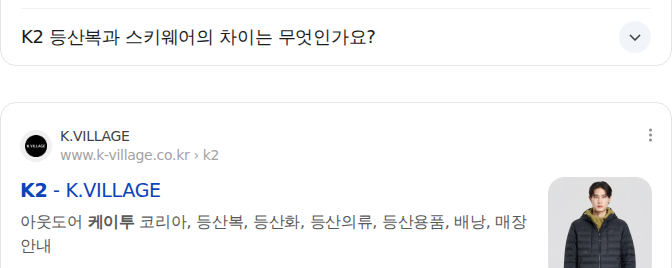 K2 등산복과 스키웨어의 차이는 무엇인가요?
K.VILLAGE
www.k-village.co.kr › k2
K2 - K.VILLAGE
아웃도어 케이투 코리아, 등산복, 등산화, 등산의류, 등산용품, 배낭, 매장
안내